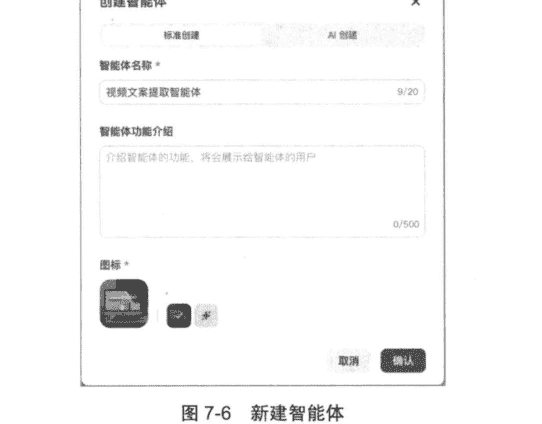 创建智能体
标准创建 AI 创建
智能体名称 *
视频文案提取智能体 9/20
智能体功能介绍
介绍智能体的功能、将会展示给智能体的用户
0/500
图标 *
取消 确认
图 7-6 新建智能体